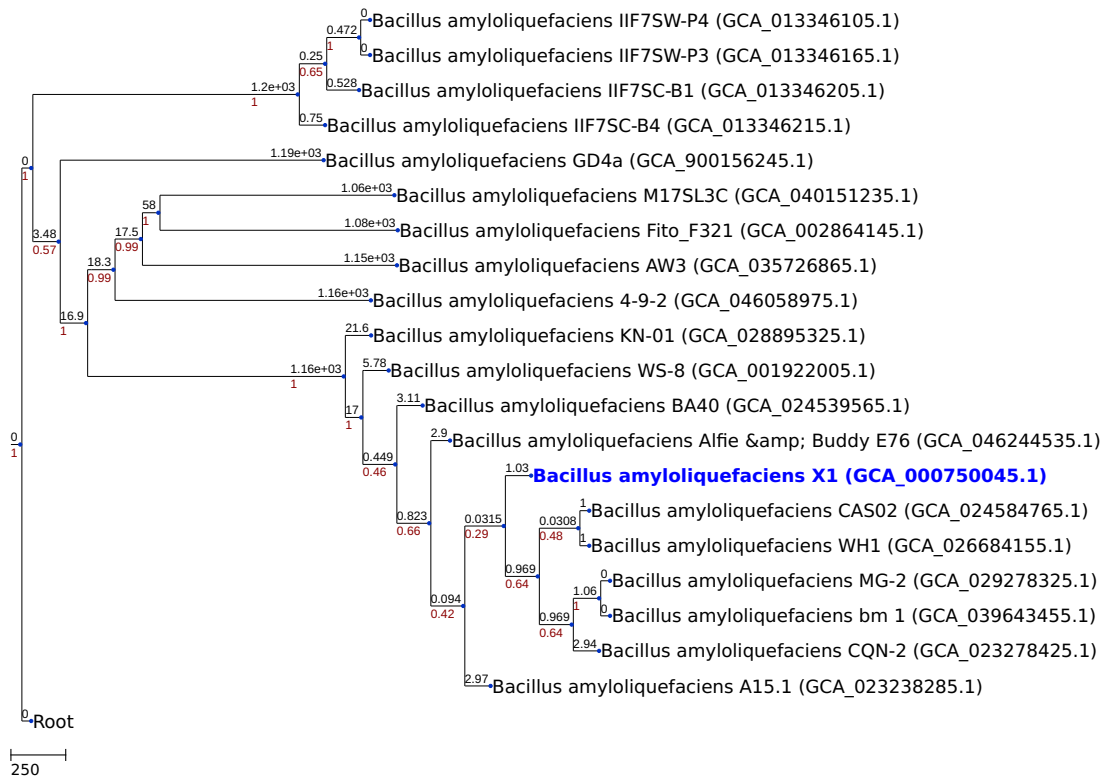 0
Bacillus amyloliquefaciens IIF7SW-P4 (GCA_013346105.1)
0.472
1
0
Bacillus amyloliquefaciens IIF7SW-P3 (GCA_013346165.1)
0.25
0.65
0.528
Bacillus amyloliquefaciens IIF7SC-B1 (GCA_013346205.1)
1.2e+03
1
0.75
Bacillus amyloliquefaciens IIF7SC-B4 (GCA_013346215.1)
0
1
1.19e+03
Bacillus amyloliquefaciens GD4a (GCA_900156245.1)
1.06e+03
Bacillus amyloliquefaciens M17SL3C (GCA_040151235.1)
58
1
1.08e+03
Bacillus amyloliquefaciens Fito_F321 (GCA_002864145.1)
3.48
0.57
17.5
0.99
1.15e+03
Bacillus amyloliquefaciens AW3 (GCA_035726865.1)
18.3
0.99
1.16e+03
Bacillus amyloliquefaciens 4-9-2 (GCA_046058975.1)
16.9
1
21.6
Bacillus amyloliquefaciens KN-01 (GCA_028895325.1)
1.16e+03
1
5.78
Bacillus amyloliquefaciens WS-8 (GCA_001922005.1)
17
1
3.11
Bacillus amyloliquefaciens BA40 (GCA_024539565.1)
0
1
2.9
Bacillus amyloliquefaciens Alfie &amp; Buddy E76 (GCA_046244535.1)
0.449
0.46
1.03
Bacillus amyloliquefaciens X1 (GCA_000750045.1)
0.823
0.66
1
Bacillus amyloliquefaciens CAS02 (GCA_024584765.1)
0.0315
0.29
0.0308
0.48
1
Bacillus amyloliquefaciens WH1 (GCA_026684155.1)
0.969
0.64
0
Bacillus amyloliquefaciens MG-2 (GCA_029278325.1)
0.094
0.42
1.06
1
0
Bacillus amyloliquefaciens bm 1 (GCA_039643455.1)
0.969
0.64
2.94
Bacillus amyloliquefaciens CQN-2 (GCA_023278425.1)
2.97
Bacillus amyloliquefaciens A15.1 (GCA_023238285.1)
0
Root
250